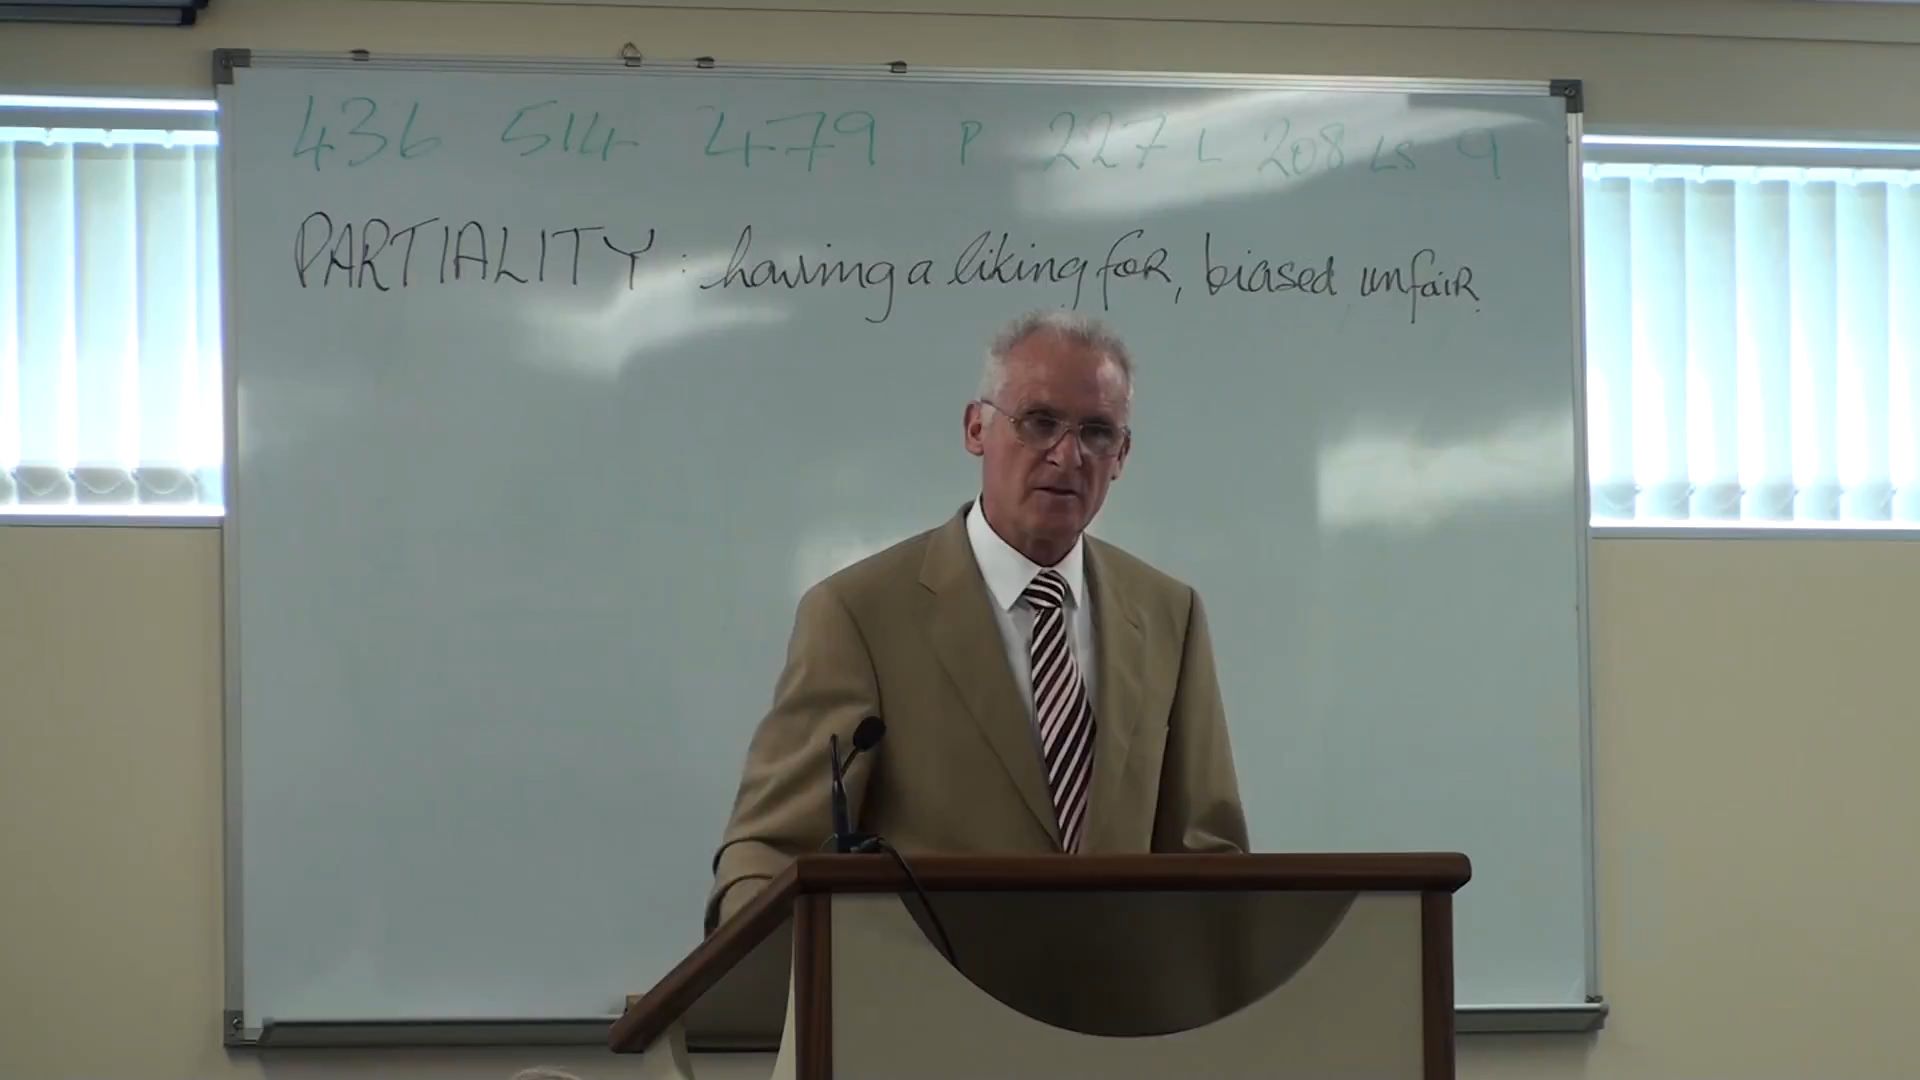 436 514 479 P 227 L 208 LS 9
PARTIALITY : having a liking for, biased unfair